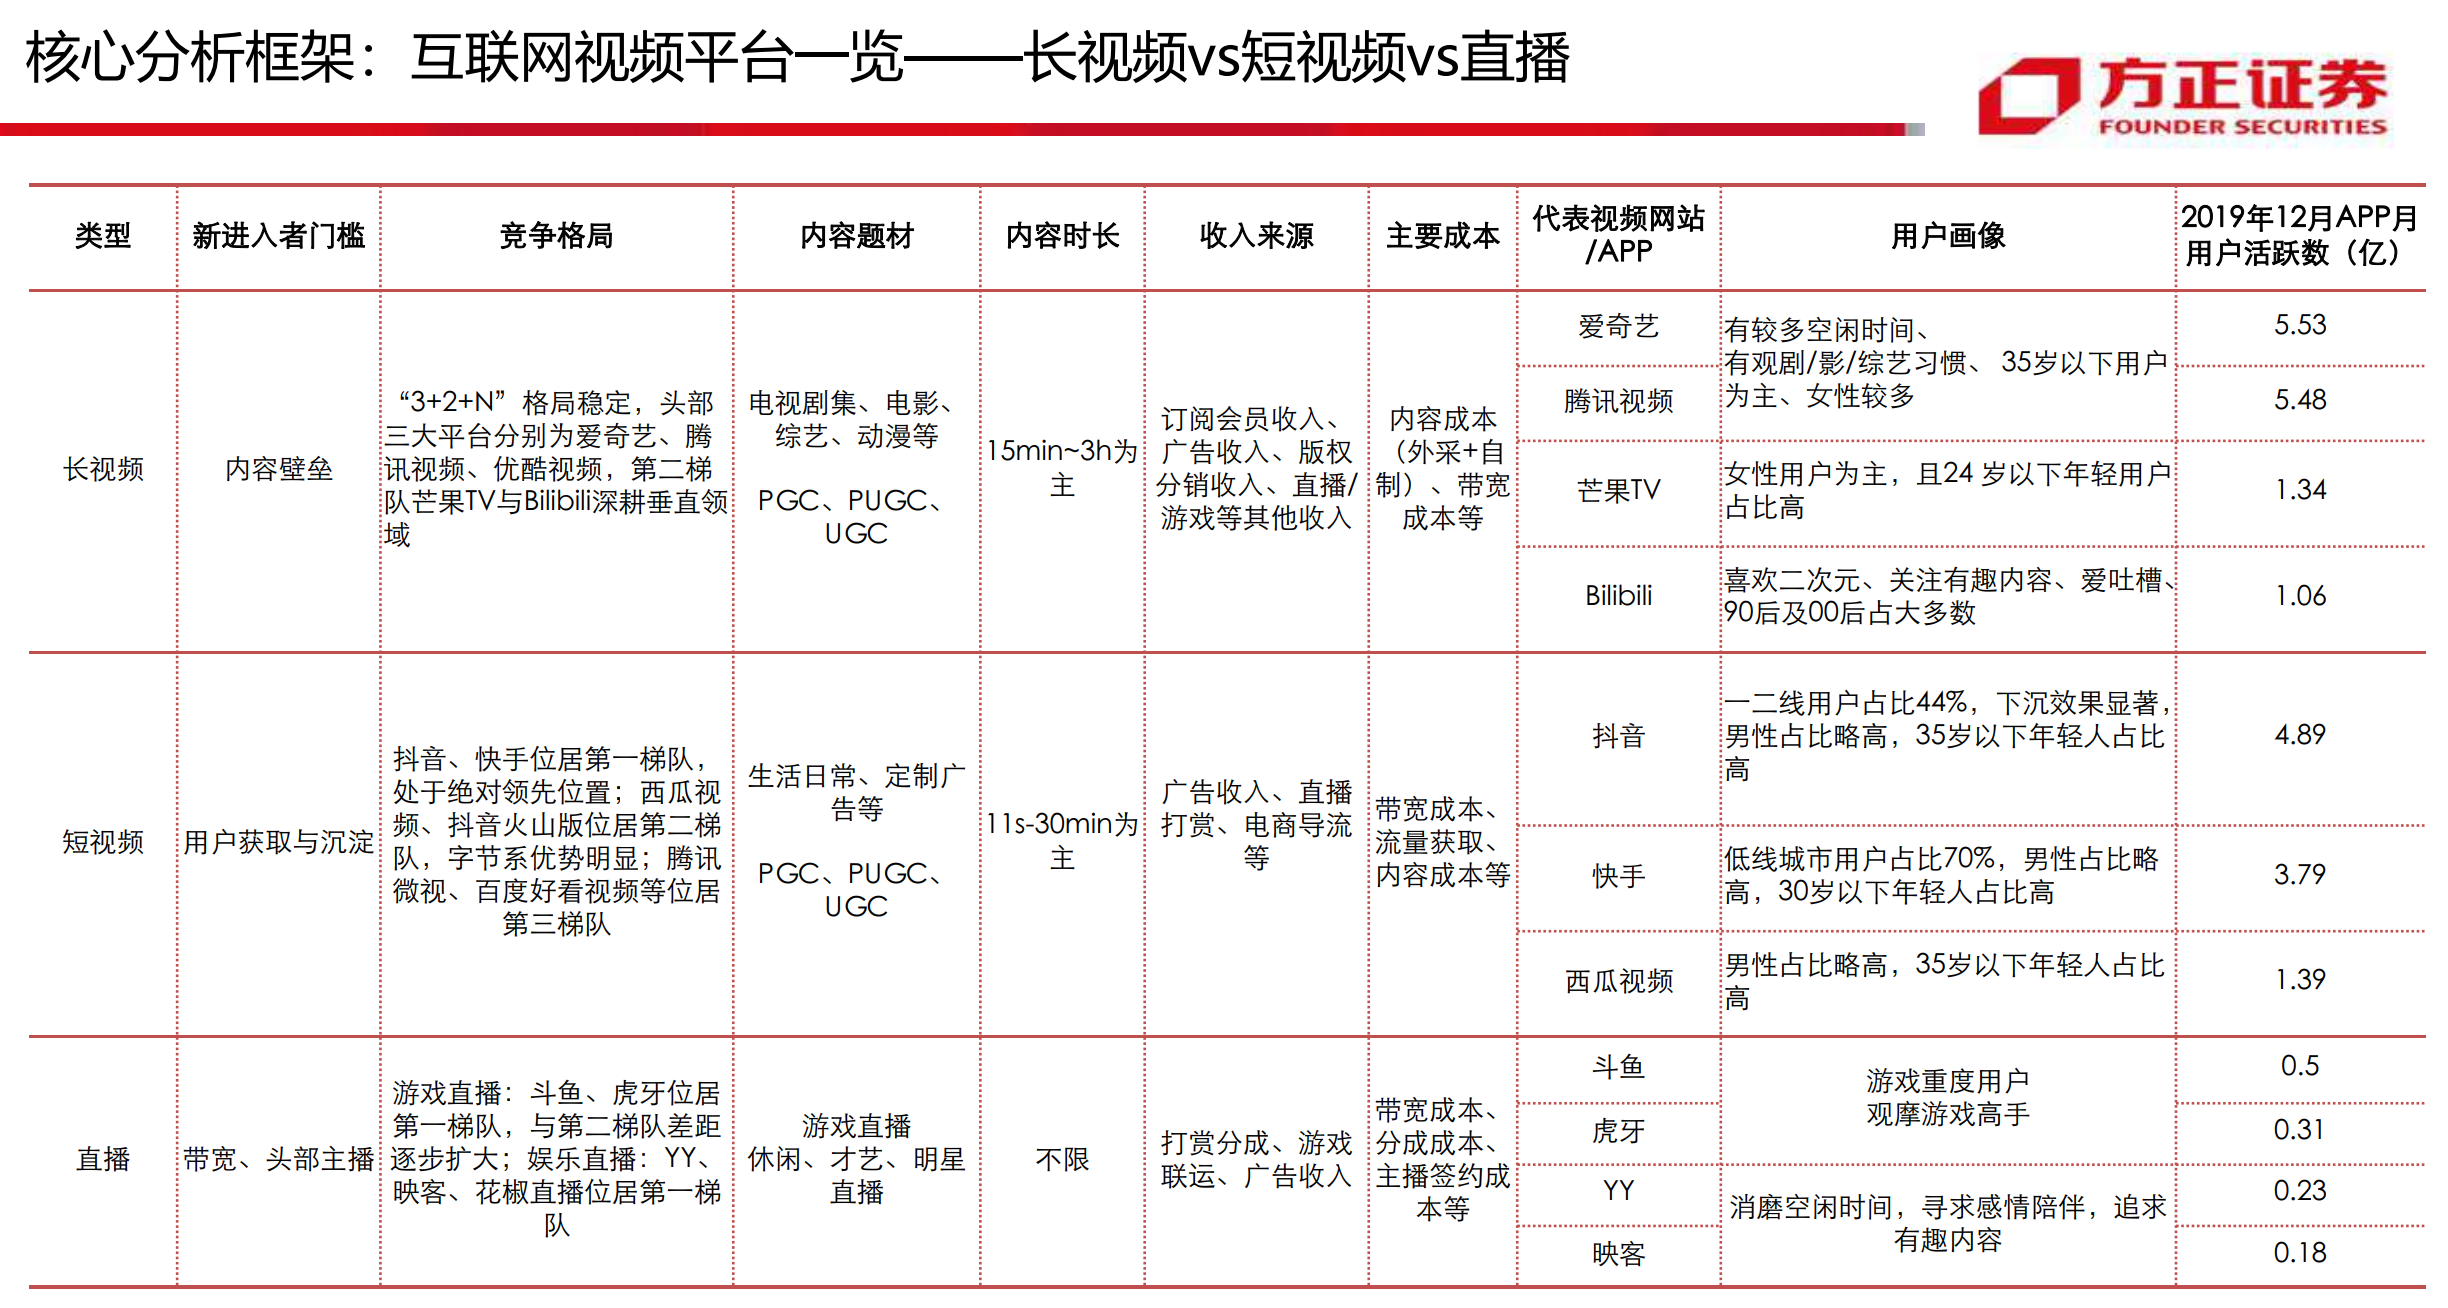 核心分析框架：互联网视频平台一览——长视频vs短视频vs直播
方正证券
FOUNDER SECURITIES
类型
新进入者门槛
竞争格局
内容题材
内容时长
收入来源
主要成本
代表视频网站
/APP
用户画像
2019年12月APP月
用户活跃数（亿）
长视频
内容壁垒
“3+2+N”格局稳定，头部
三大平台分别为爱奇艺、腾
讯视频、优酷视频，第二梯
队芒果TV与Bilibili深耕垂直领
域
电视剧集、电影、
综艺、动漫等
PGC、PUGC、
UGC
15min~3h为
主
订阅会员收入、
广告收入、版权
分销收入、直播/
游戏等其他收入
内容成本
（外采+自
制）、带宽
成本等
爱奇艺
有较多空闲时间、
有观剧/影/综艺习惯、 35岁以下用户
为主、女性较多
5.53
腾讯视频
5.48
芒果TV
女性用户为主，且24 岁以下年轻用户
占比高
1.34
Bilibili
喜欢二次元、关注有趣内容、爱吐槽、
90后及00后占大多数
1.06
短视频
用户获取与沉淀
抖音、快手位居第一梯队，
处于绝对领先位置；西瓜视
频、抖音火山版位居第二梯
队，字节系优势明显；腾讯
微视、百度好看视频等位居
第三梯队
生活日常、定制广
告等
PGC、PUGC、
UGC
11s-30min为
主
广告收入、直播
打赏、电商导流
等
带宽成本、
流量获取、
内容成本等
抖音
一二线用户占比44%，下沉效果显著，
男性占比略高，35岁以下年轻人占比
高
4.89
快手
低线城市用户占比70%，男性占比略
高，30岁以下年轻人占比高
3.79
西瓜视频
男性占比略高，35岁以下年轻人占比
高
1.39
直播
带宽、头部主播
游戏直播：斗鱼、虎牙位居
第一梯队，与第二梯队差距
逐步扩大；娱乐直播：YY、
映客、花椒直播位居第一梯
队
游戏直播
休闲、才艺、明星
直播
不限
打赏分成、游戏
联运、广告收入
带宽成本、
分成成本、
主播签约成
本等
斗鱼
游戏重度用户
观摩游戏高手
0.5
虎牙
0.31
YY
消磨空闲时间，寻求感情陪伴，追求
有趣内容
0.23
映客
0.18